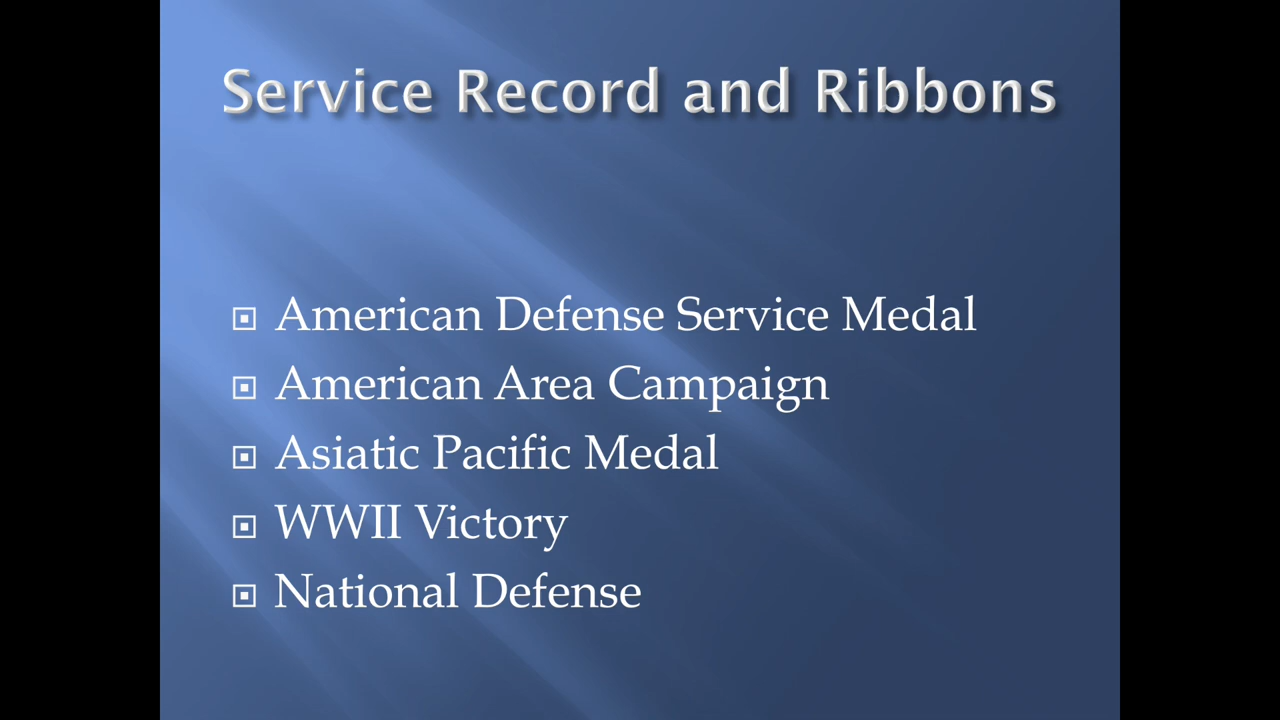 Service Record and Ribbons
American Defense Service Medal
American Area Campaign
Asiatic Pacific Medal
WWII Victory
National Defense